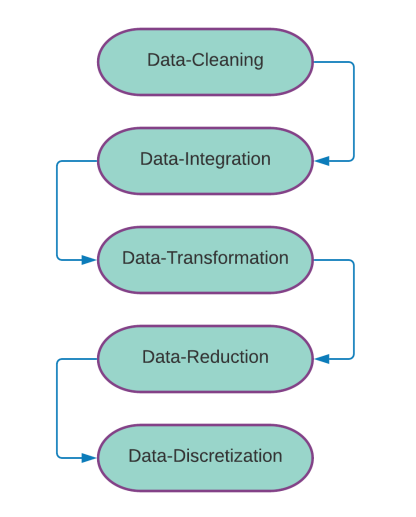 Data-Cleaning
Data-Integration
Data-Transformation
Data-Reduction
Data-Discretization